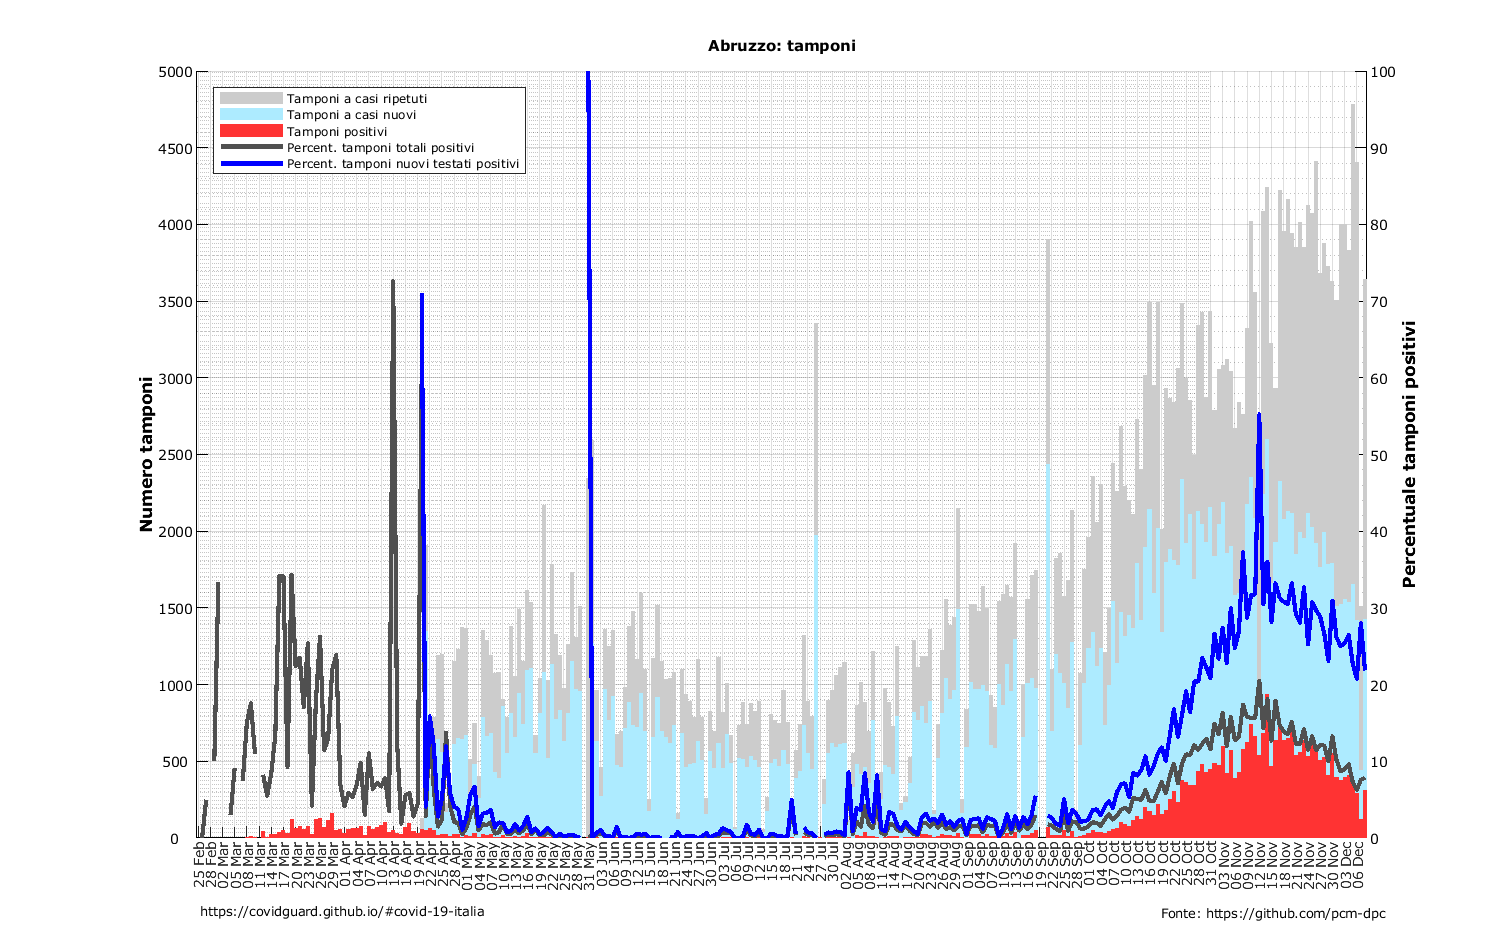 Abruzzo: tamponi
Tamponi a casi ripetuti
Tamponi a casi nuovi
Tamponi positivi
Percent. tamponi totali positivi
Percent. tamponi nuovi testati positivi
Numero tamponi
5000
4500
4000
3500
3000
2500
2000
1500
1000
500
0
100
90
80
70
60
50
40
30
20
10
0
Percentuale tamponi positivi
25 Feb
28 Feb
02 Mar
05 Mar
08 Mar
11 Mar
14 Mar
17 Mar
20 Mar
23 Mar
26 Mar
29 Mar
01 Apr
04 Apr
07 Apr
10 Apr
13 Apr
16 Apr
19 Apr
22 Apr
25 Apr
28 Apr
01 May
04 May
07 May
10 May
13 May
16 May
19 May
22 May
25 May
28 May
31 May
03 Jun
06 Jun
09 Jun
12 Jun
15 Jun
18 Jun
21 Jun
24 Jun
27 Jun
30 Jun
03 Jul
06 Jul
09 Jul
12 Jul
15 Jul
18 Jul
21 Jul
24 Jul
27 Jul
30 Jul
02 Aug
05 Aug
08 Aug
11 Aug
14 Aug
17 Aug
20 Aug
23 Aug
26 Aug
29 Aug
01 Sep
04 Sep
07 Sep
10 Sep
13 Sep
16 Sep
19 Sep
22 Sep
25 Sep
28 Sep
01 Oct
04 Oct
07 Oct
10 Oct
13 Oct
16 Oct
19 Oct
22 Oct
25 Oct
28 Oct
31 Oct
03 Nov
06 Nov
09 Nov
12 Nov
15 Nov
18 Nov
21 Nov
24 Nov
27 Nov
30 Nov
03 Dec
06 Dec
https://covidguard.github.io/#covid-19-italia
Fonte: https://github.com/pcm-dpc